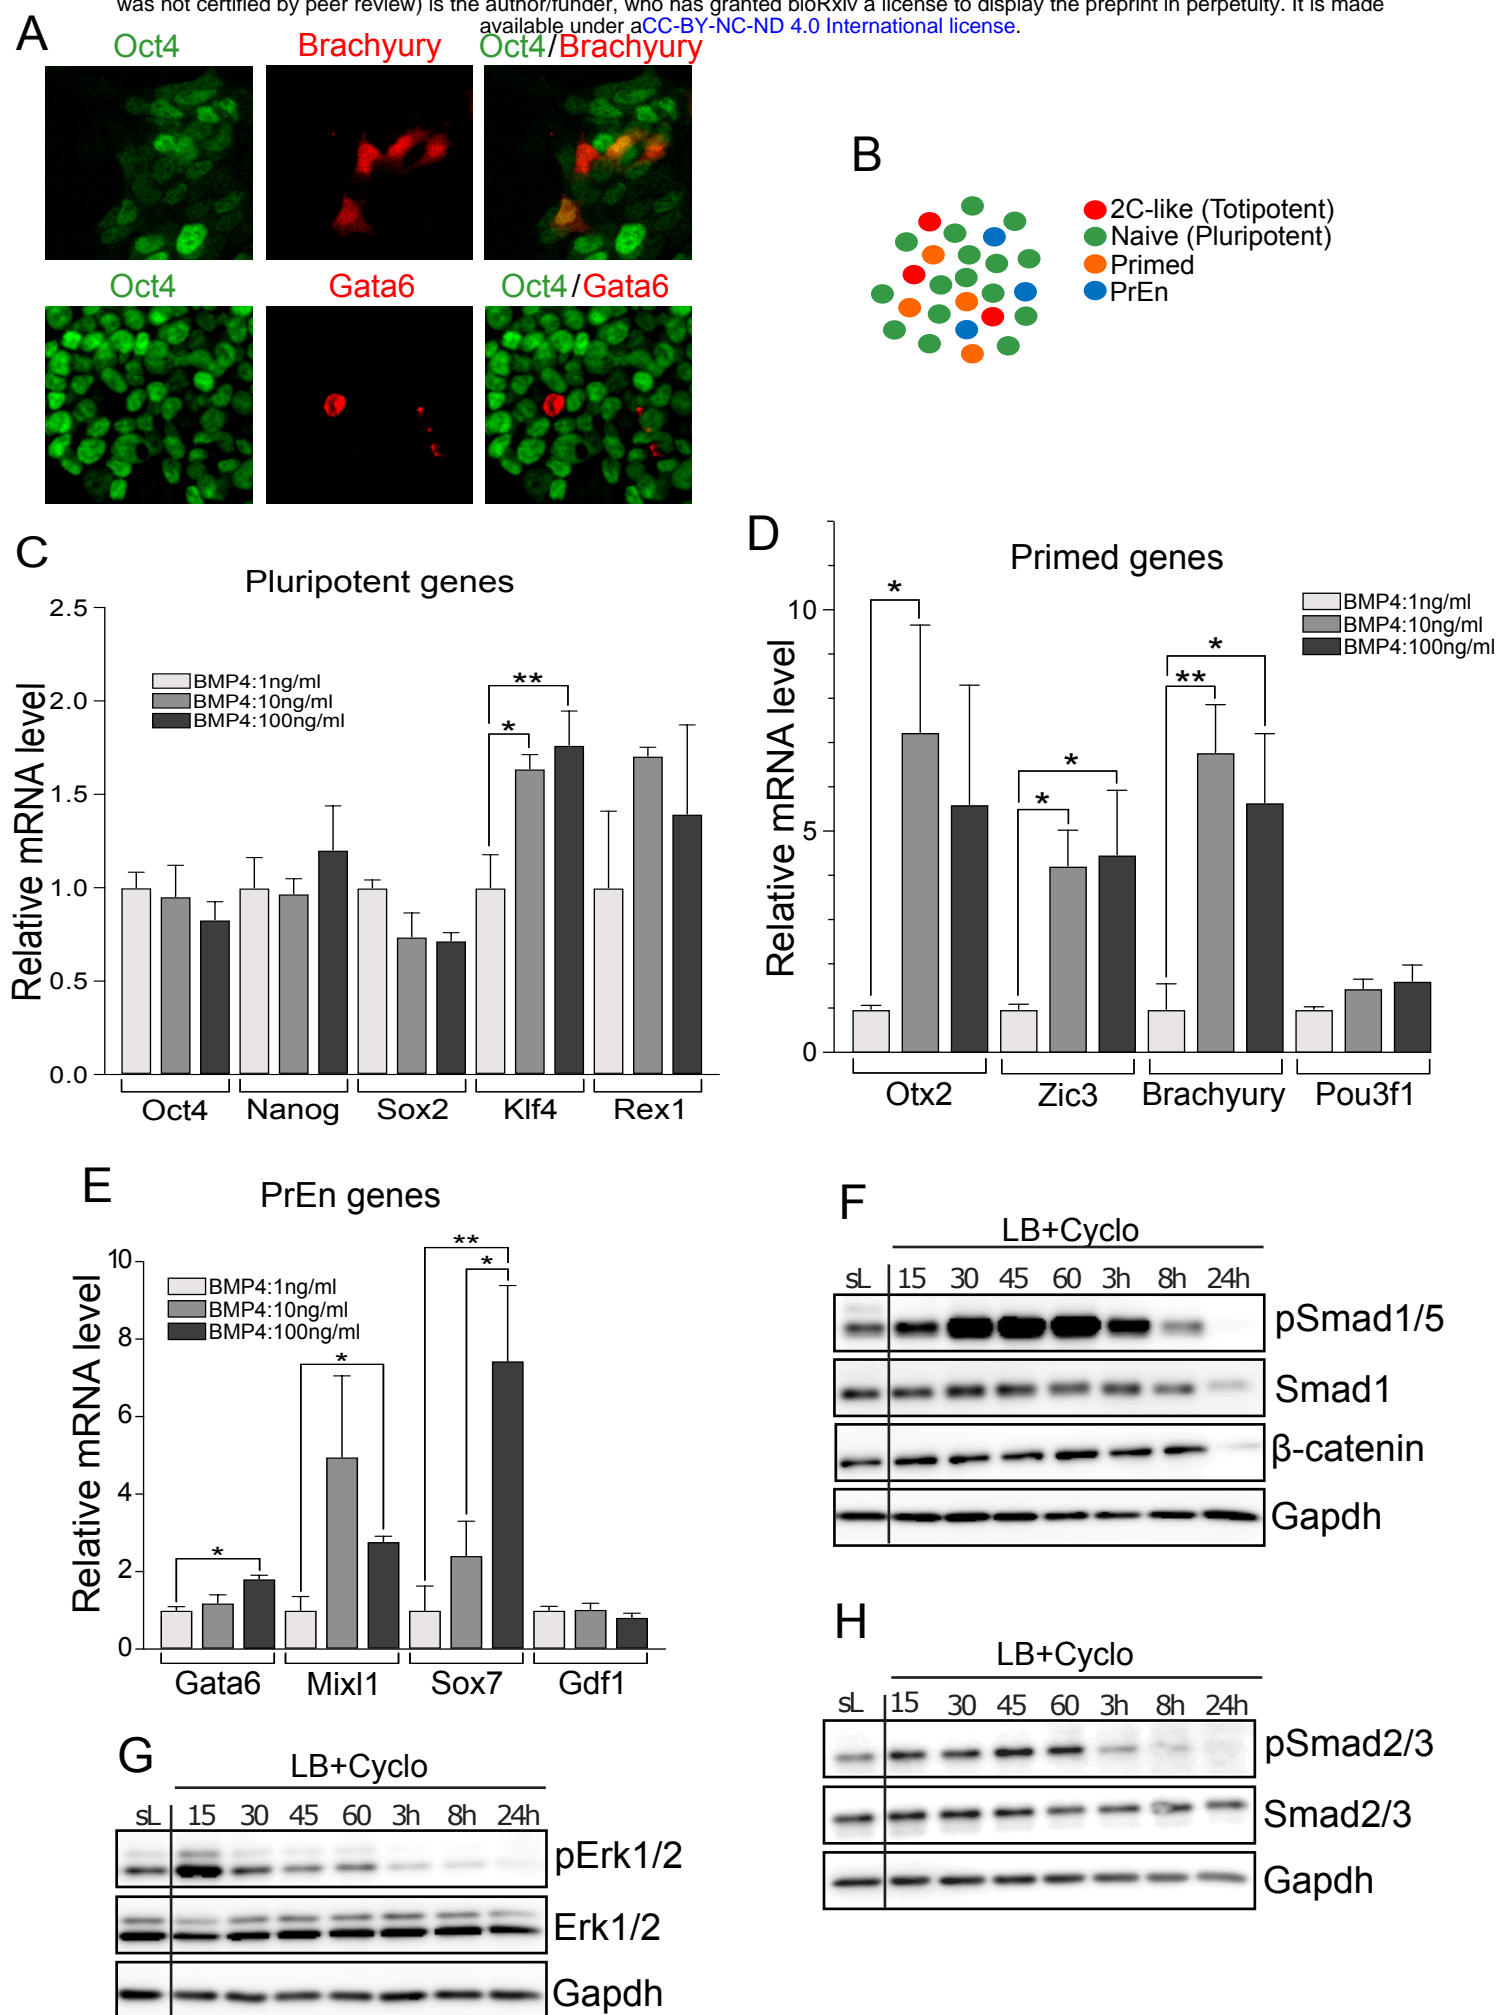 was not certified by peer review) is the author/funder, who has granted bioRxiv a license to display the preprint in perpetuity. It is made
available under aCC-BY-NC-ND 4.0 International license.
A
Oct4 Brachyury Oct4/Brachyury
Oct4 Gata6 Oct4/Gata6
B
2C-like (Totipotent)
Naive (Pluripotent)
Primed
PrEn
C
Pluripotent genes
Relative mRNA level
2.5
2.0
1.5
1.0
0.5
0.0
BMP4:1ng/ml
BMP4:10ng/ml
BMP4:100ng/ml
* **
Oct4 Nanog Sox2 Klf4 Rex1
D
Primed genes
Relative mRNA level
10
5
0
BMP4:1ng/ml
BMP4:10ng/ml
BMP4:100ng/ml
* * * ** *
Otx2 Zic3 Brachyury Pou3f1
E
PrEn genes
Relative mRNA level
10
8
6
4
2
0
BMP4:1ng/ml
BMP4:10ng/ml
BMP4:100ng/ml
* * ** *
Gata6 Mixl1 Sox7 Gdf1
F
LB+Cyclo
sL 15 30 45 60 3h 8h 24h
pSmad1/5
Smad1
β-catenin
Gapdh
G
LB+Cyclo
sL 15 30 45 60 3h 8h 24h
pErk1/2
Erk1/2
Gapdh
H
LB+Cyclo
sL 15 30 45 60 3h 8h 24h
pSmad2/3
Smad2/3
Gapdh